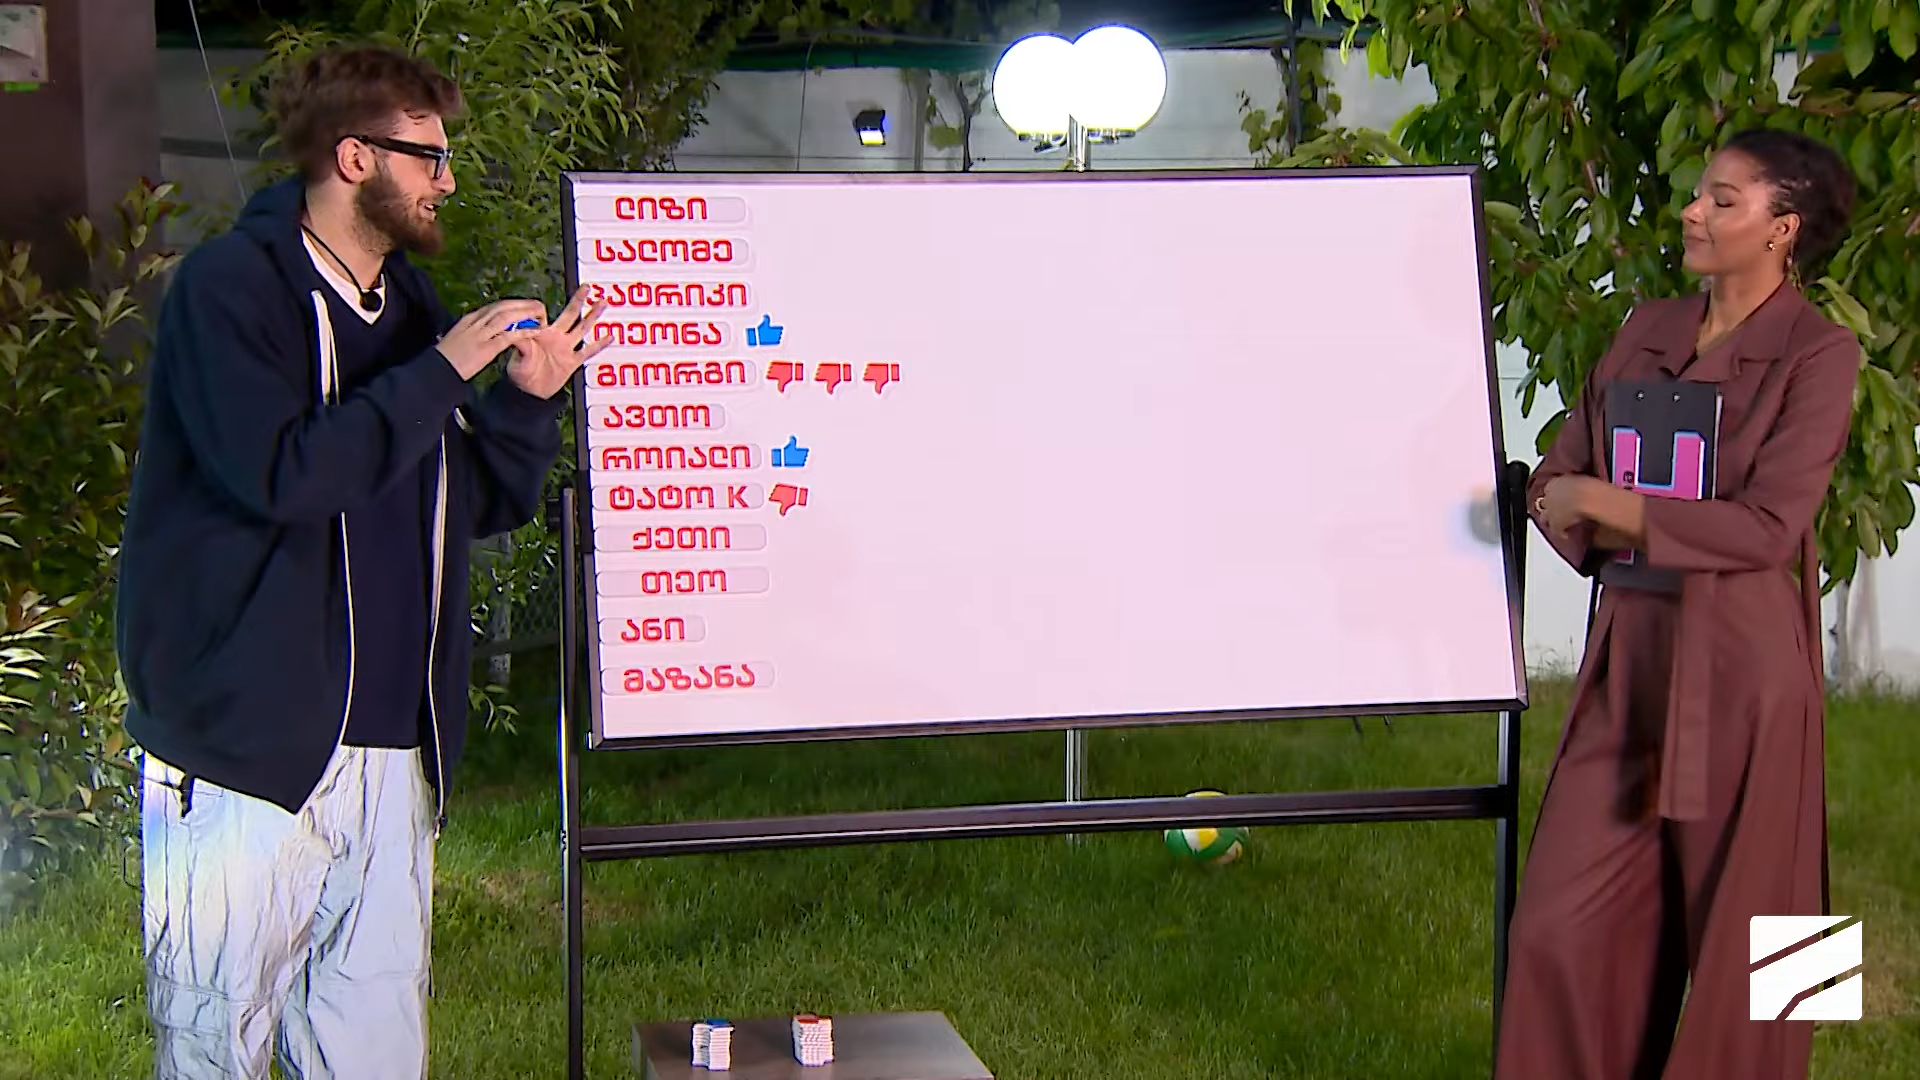 ლიზი
სალომე
პატრიკი
თეონა
გიორგი
ავთო
როიალი
ტატო K
ქეთი
თეო
ანი
მაზანა